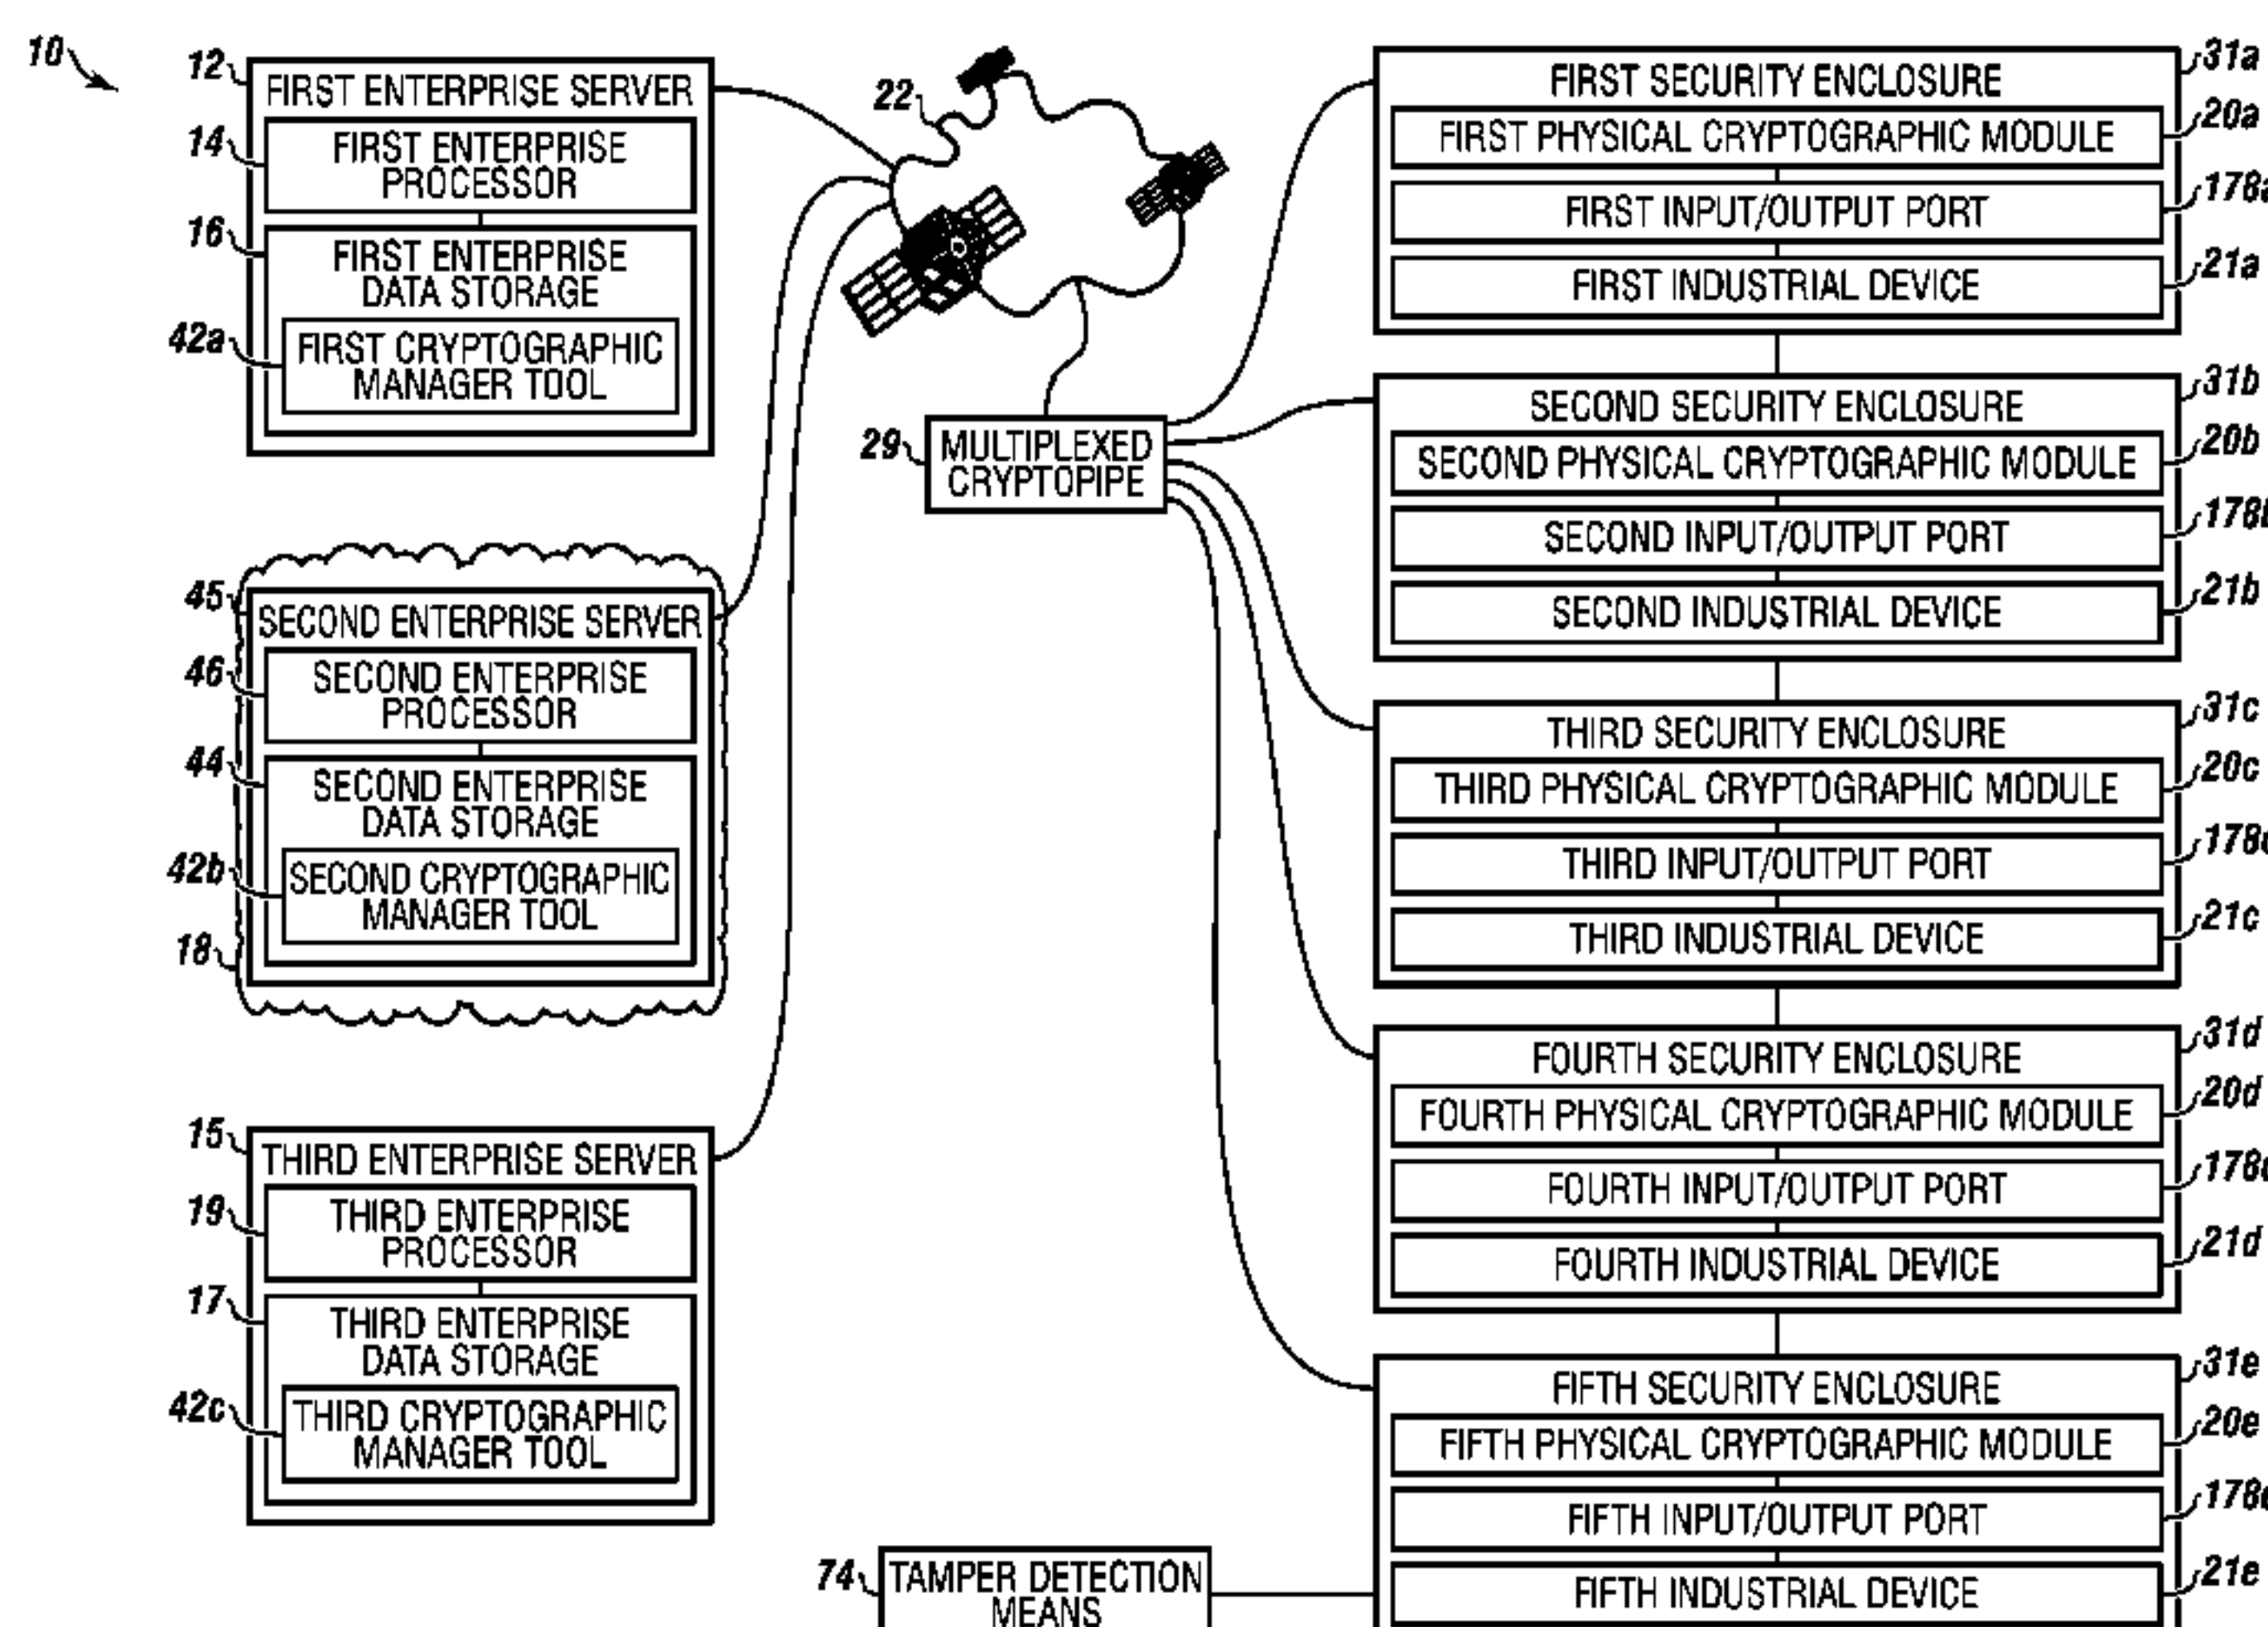 10
12
FIRST ENTERPRISE SERVER
14
FIRST ENTERPRISE
PROCESSOR
16
FIRST ENTERPRISE
DATA STORAGE
42a
FIRST CRYPTOGRAPHIC
MANAGER TOOL
45
SECOND ENTERPRISE SERVER
46
SECOND ENTERPRISE
PROCESSOR
44
SECOND ENTERPRISE
DATA STORAGE
42b
SECOND CRYPTOGRAPHIC
MANAGER TOOL
18
15
THIRD ENTERPRISE SERVER
19
THIRD ENTERPRISE
PROCESSOR
17
THIRD ENTERPRISE
DATA STORAGE
42c
THIRD CRYPTOGRAPHIC
MANAGER TOOL
22
29
MULTIPLEXED
CRYPTOPIPE
74
TAMPER DETECTION
MEANS
FIRST SECURITY ENCLOSURE
31a
FIRST PHYSICAL CRYPTOGRAPHIC MODULE
20a
FIRST INPUT/OUTPUT PORT
178a
FIRST INDUSTRIAL DEVICE
21a
SECOND SECURITY ENCLOSURE
31b
SECOND PHYSICAL CRYPTOGRAPHIC MODULE
20b
SECOND INPUT/OUTPUT PORT
178b
SECOND INDUSTRIAL DEVICE
21b
THIRD SECURITY ENCLOSURE
31c
THIRD PHYSICAL CRYPTOGRAPHIC MODULE
20c
THIRD INPUT/OUTPUT PORT
178c
THIRD INDUSTRIAL DEVICE
21c
FOURTH SECURITY ENCLOSURE
31d
FOURTH PHYSICAL CRYPTOGRAPHIC MODULE
20d
FOURTH INPUT/OUTPUT PORT
178d
FOURTH INDUSTRIAL DEVICE
21d
FIFTH SECURITY ENCLOSURE
31e
FIFTH PHYSICAL CRYPTOGRAPHIC MODULE
20e
FIFTH INPUT/OUTPUT PORT
178e
FIFTH INDUSTRIAL DEVICE
21e